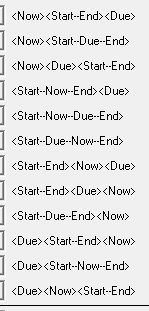 <Now><Start--End><Due>
<Now><Start--Due--End>
<Now><Due><Start--End>
<Start--Now--End><Due>
<Start--Now--Due--End>
<Start--Due--Now--End>
<Start--End><Now><Due>
<Start--End><Due><Now>
<Start--Due--End><Now>
<Due><Start--End><Now>
<Due><Start--Now--End>
<Due><Now><Start--End>